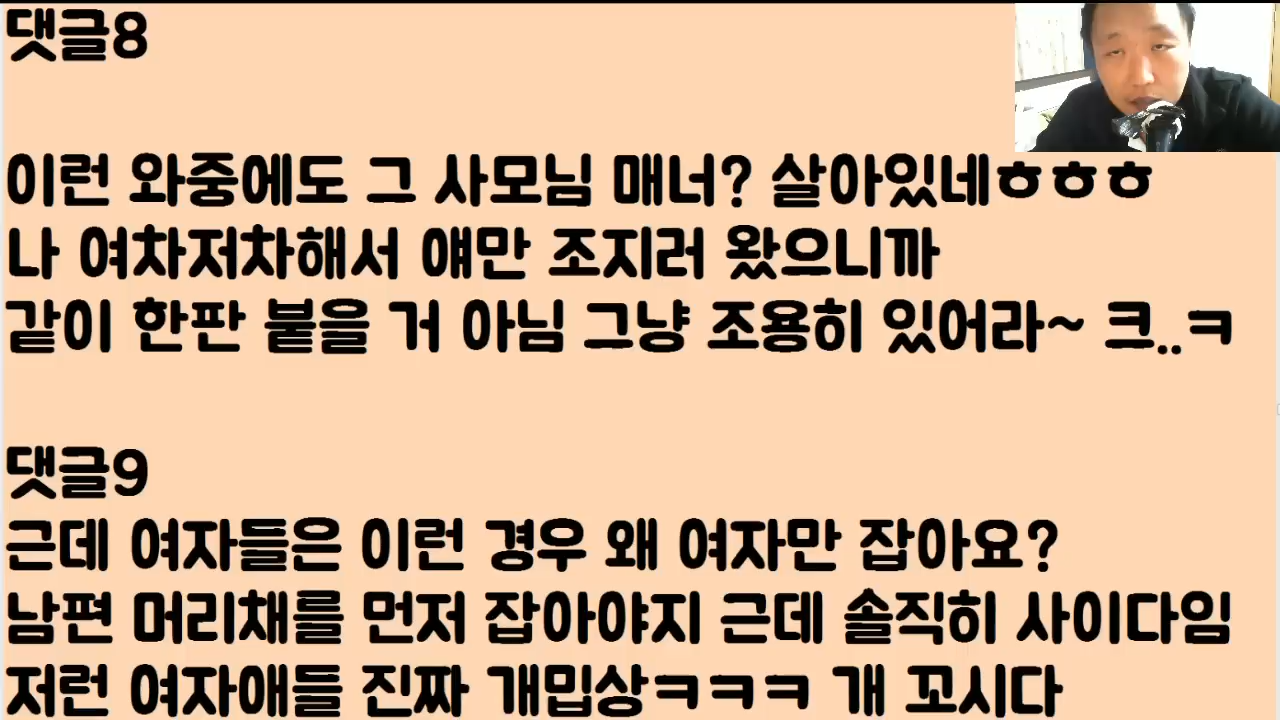 댓글8
이런 와중에도 그 사모님 매너? 살아있네ㅎㅎㅎ
나 여차저차해서 얘만 조지러 왔으니까
같이 한판 붙을 거 아님 그냥 조용히 있어라~ 크..ㅋ
댓글9
근데 여자들은 이런 경우 왜 여자만 잡아요?
남편 머리채를 먼저 잡아야지 근데 솔직히 사이다임
저런 여자애들 진짜 개밉상ㅋㅋㅋ 개 꼬시다